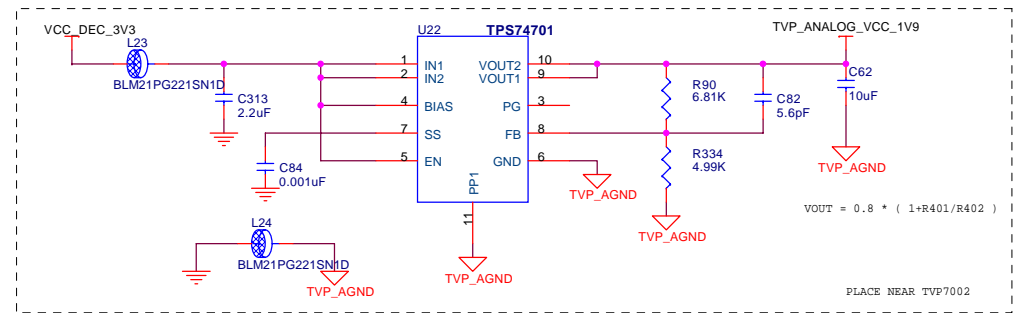 VCC_DEC_3V3
L23
BLM21PG221SN1D
C313
2.2uF
C84
0.001uF
L24
BLM21PG221SN1D
TVP_AGND
U22
TPS74701
1
IN1
2
IN2
4
BIAS
7
SS
5
EN
PP1
11
TVP_AGND
VOUT2
10
VOUT1
9
PG
3
FB
8
GND
6
TVP_AGND
R90
6.81K
R334
4.99K
TVP_AGND
C82
5.6pF
TVP_ANALOG_VCC_1V9
C62
10uF
TVP_AGND
VOUT = 0.8 * ( 1+R401/R402 )
PLACE NEAR TVP7002